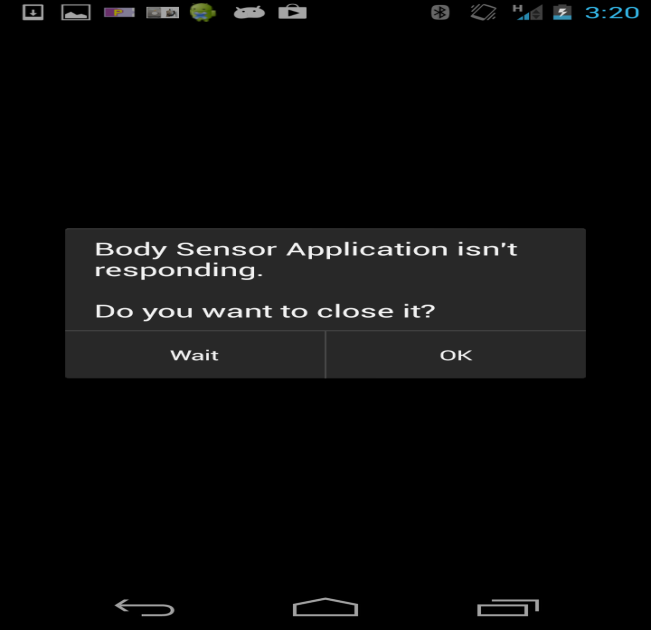 H 3:20
Body Sensor Application isn't
responding.
Do you want to close it?
Wait OK